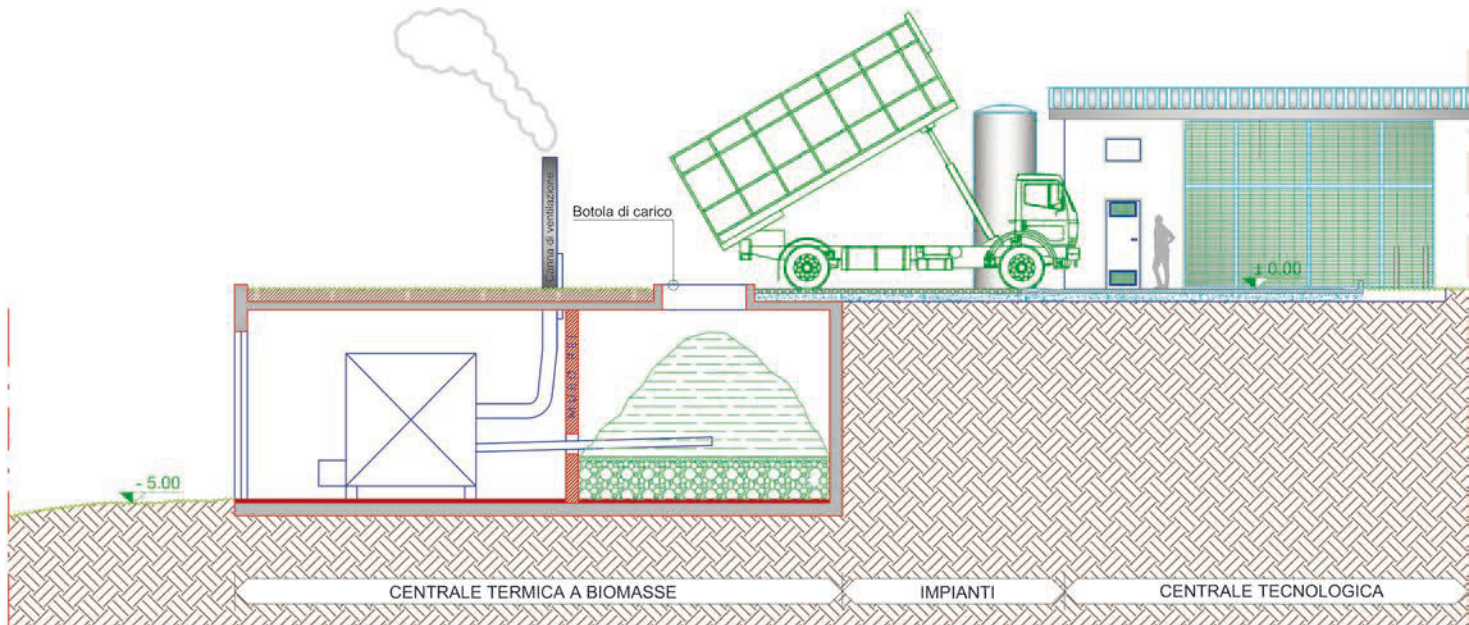 Canna di ventilazione
Botola di carico
± 0.00
- 5.00
CENTRALE TERMICA A BIOMASSE
IMPIANTI
CENTRALE TECNOLOGICA